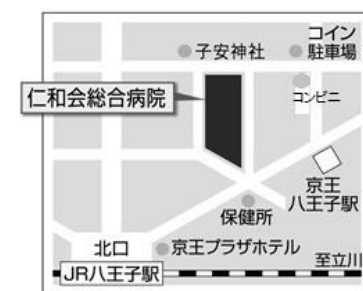 コイン
駐車場
子安神社
仁和会総合病院
コンビニ
京王
八王子駅
保健所
北口
京王プラザホテル
至立川
JR八王子駅